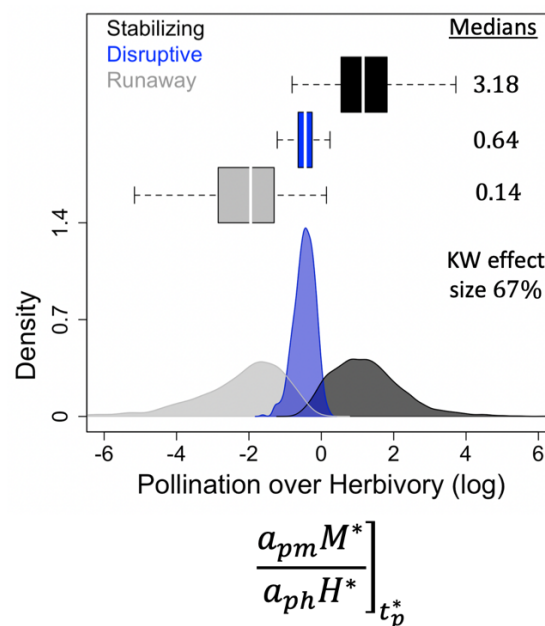 Stabilizing
Disruptive
Runaway
Medians
3.18
0.64
0.14
KW effect
size 67%
1.4
0.7
0
Density
-6 -4 -2 0 2 4 6
Pollination over Herbivory (log)
a_{pm}M^*
a_{ph}H^*
]_{t_p^*}